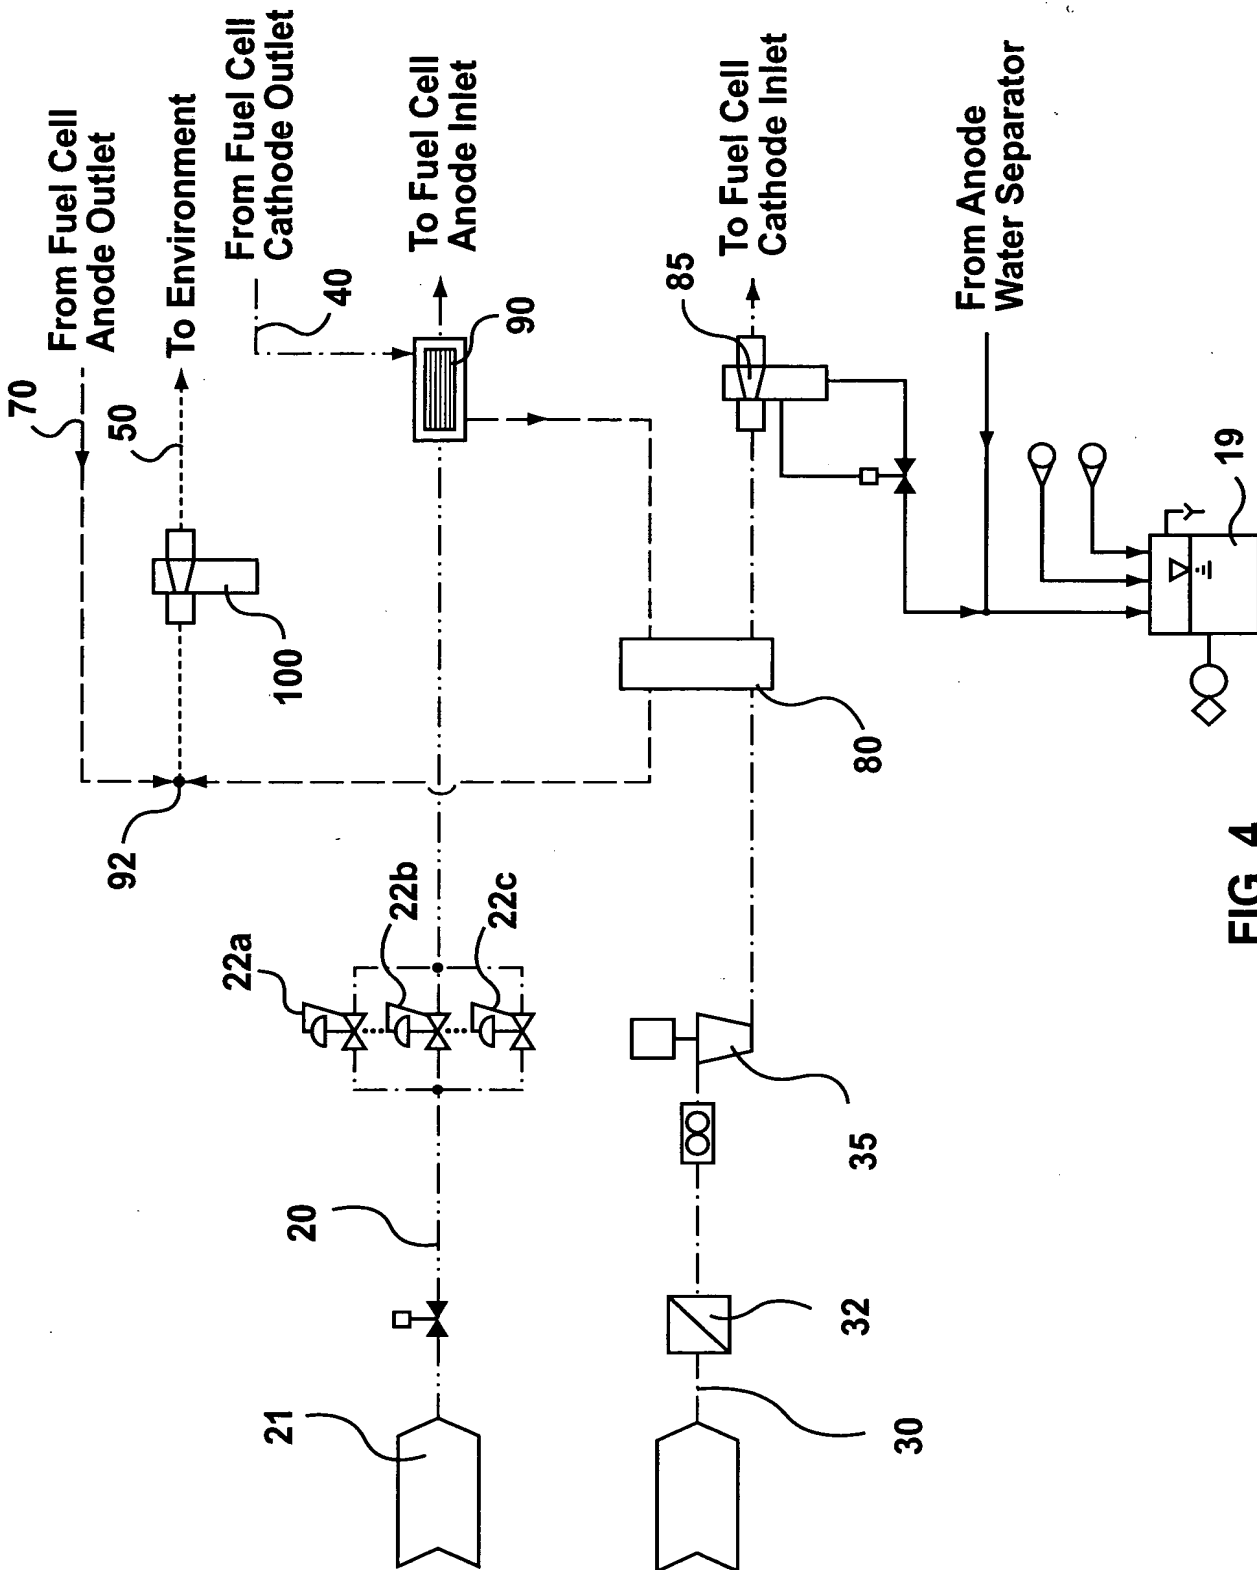 From Fuel Cell
Anode Outlet
To Environment
From Fuel Cell
Cathode Outlet
To Fuel Cell
Anode Inlet
To Fuel Cell
Cathode Inlet
From Anode
Water Separator
70
50
40
90
85
19
100
80
92
22a
22b
22c
35
20
32
21
30
FIG. 4